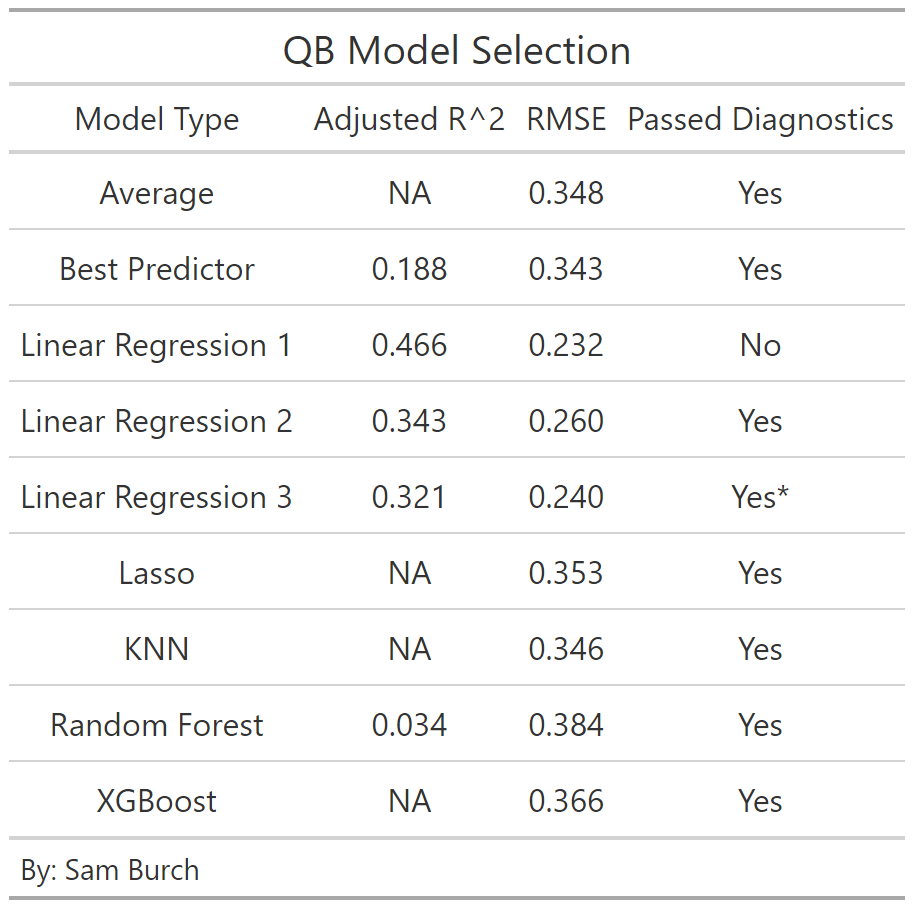 QB Model Selection
Model Type Adjusted R^2 RMSE Passed Diagnostics
Average NA 0.348 Yes
Best Predictor 0.188 0.343 Yes
Linear Regression 1 0.466 0.232 No
Linear Regression 2 0.343 0.260 Yes
Linear Regression 3 0.321 0.240 Yes*
Lasso NA 0.353 Yes
KNN NA 0.346 Yes
Random Forest 0.034 0.384 Yes
XGBoost NA 0.366 Yes
By: Sam Burch